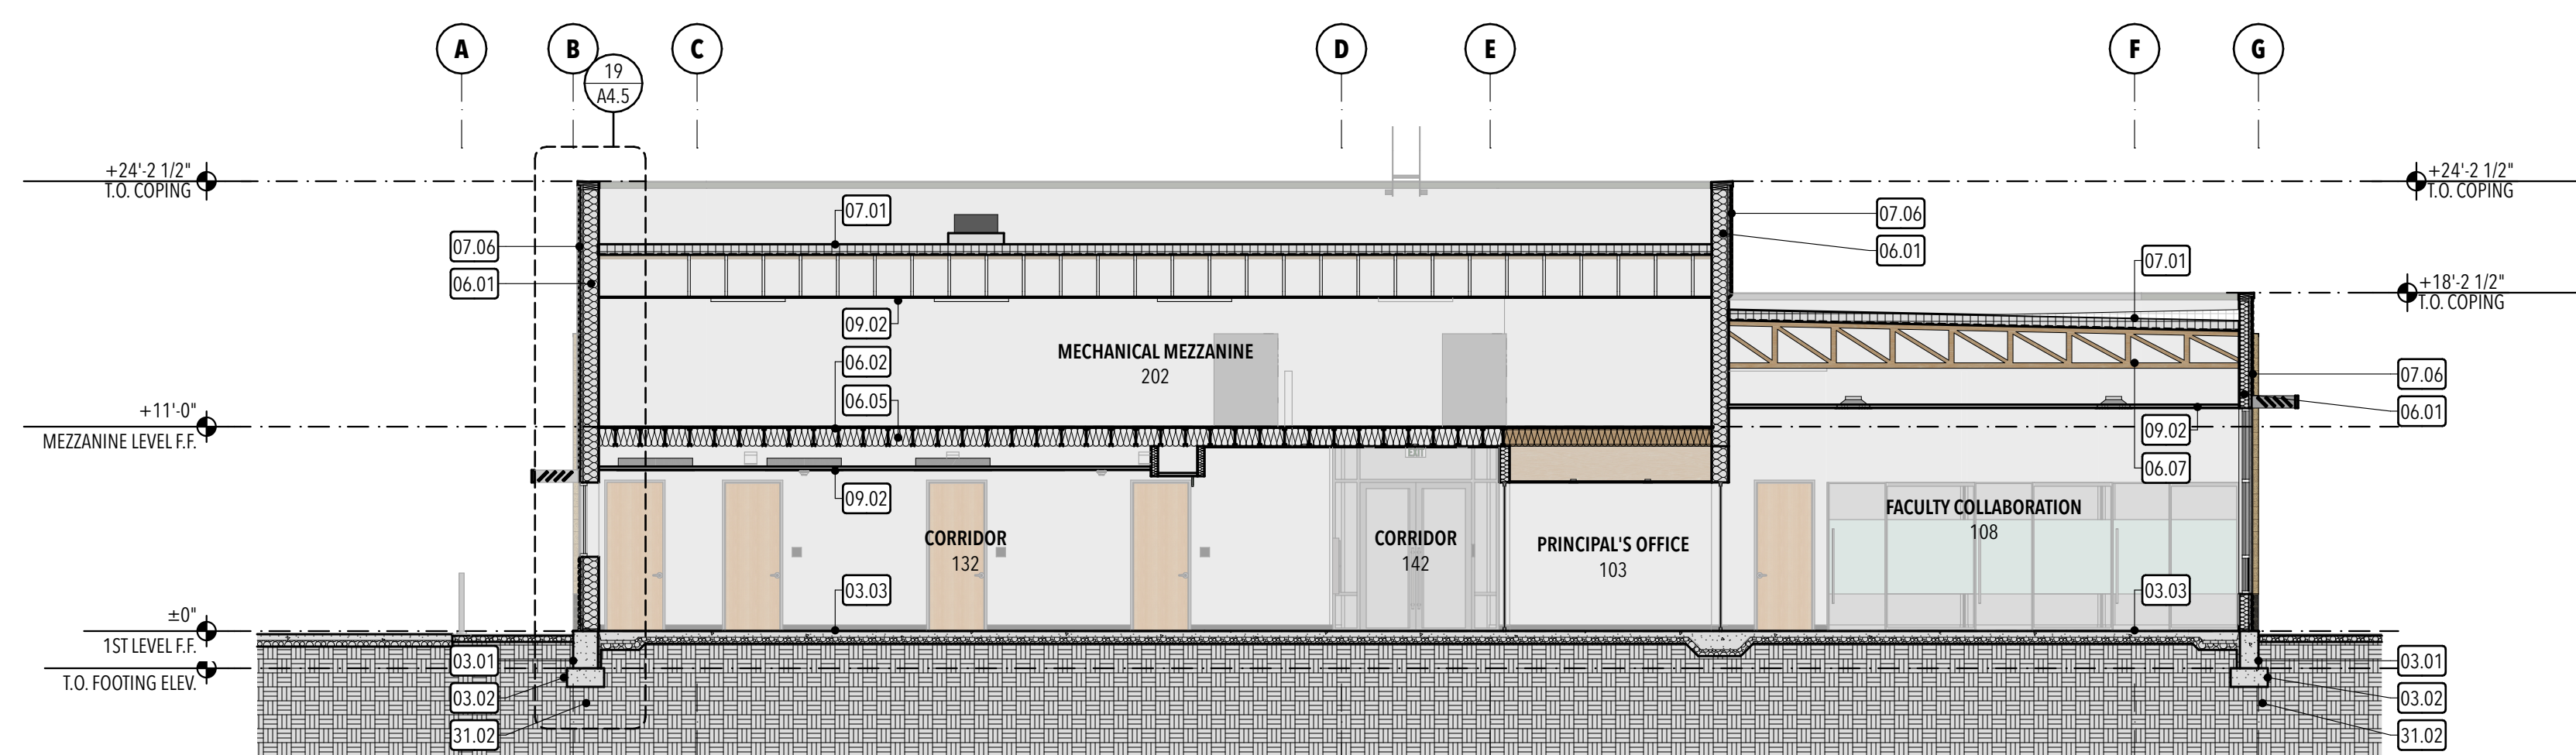 A
B
C
D
E
F
G
19
A4.5
+24'-2 1/2"
T.O. COPING
+24'-2 1/2"
T.O. COPING
07.01
07.06
07.06
06.01
06.01
07.01
06.01
+18'-2 1/2"
T.O. COPING
09.02
MECHANICAL MEZZANINE
202
06.02
06.05
07.06
06.01
+11'-0"
MEZZANINE LEVEL F.F.
09.02
06.07
EXIT
09.02
CORRIDOR
132
CORRIDOR
142
PRINCIPAL'S OFFICE
103
FACULTY COLLABORATION
108
03.03
03.03
±0"
1ST LEVEL F.F.
T.O. FOOTING ELEV.
03.01
03.02
31.02
03.01
03.02
31.02